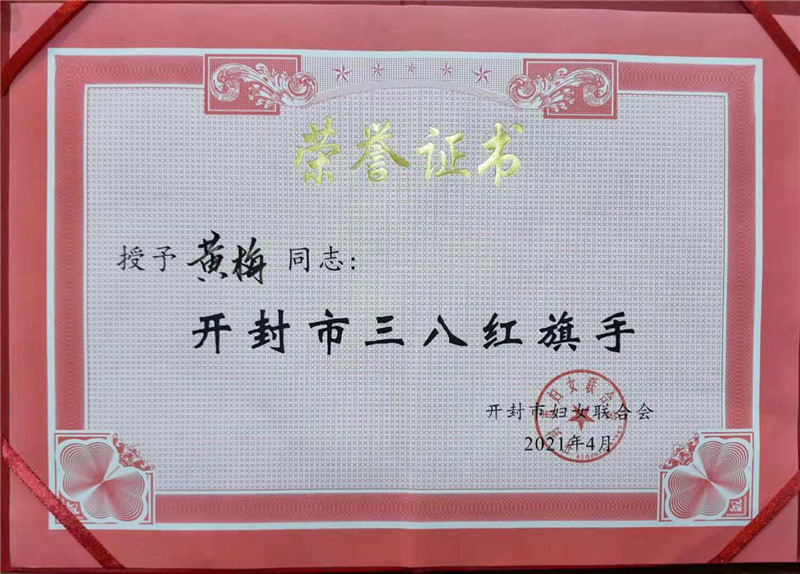 荣誉证书
授予 黄梅 同志：
开封市三八红旗手
开封市妇女联合会
2021年4月